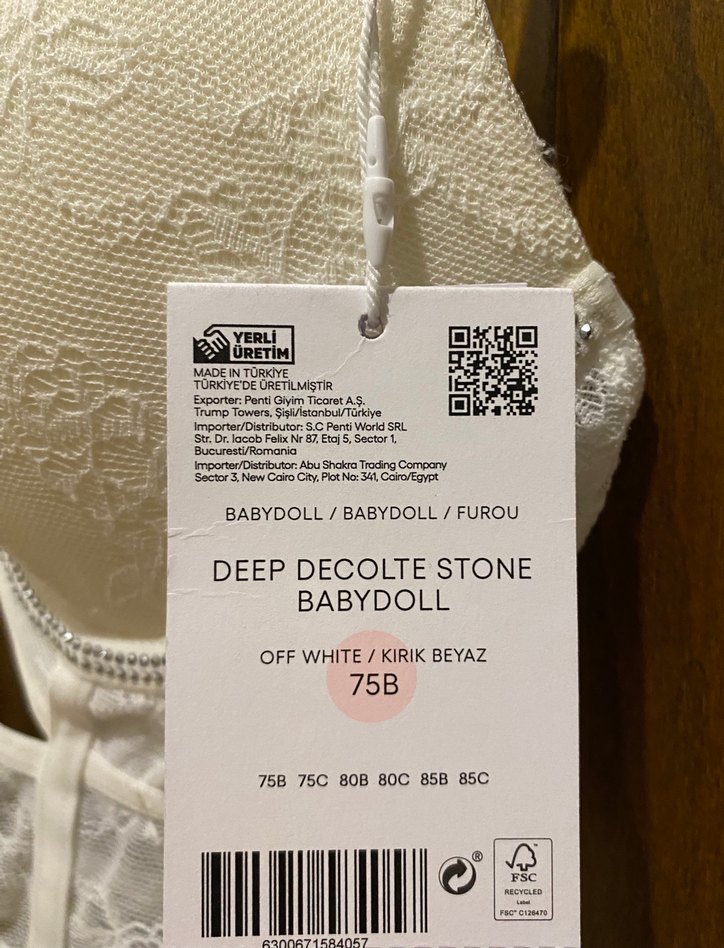 YERLİ
ÜRETİM
MADE IN TÜRKİYE
TÜRKİYE'DE ÜRETİLMİŞTİR
Exporter: Penti Giyim Ticaret A.Ş.
Trump Towers, Şişli/İstanbul/Türkiye
Importer/Distributor: S.C Penti World SRL
Str. Dr. Iacob Felix Nr 87, Etaj 5, Sector 1,
Bucuresti/Romania
Importer/Distributor: Abu Shakra Trading Company
Sector 3, New Cairo City, Plot No: 341, Cairo/Egypt
BABYDOLL / BABYDOLL / FUROU
DEEP DECOLTE STONE
BABYDOLL
OFF WHITE / KIRIK BEYAZ
75B
75B 75C 80B 80C 85B 85C
6300671584057
®
FSC
RECYCLED
Label
FSC® C126470